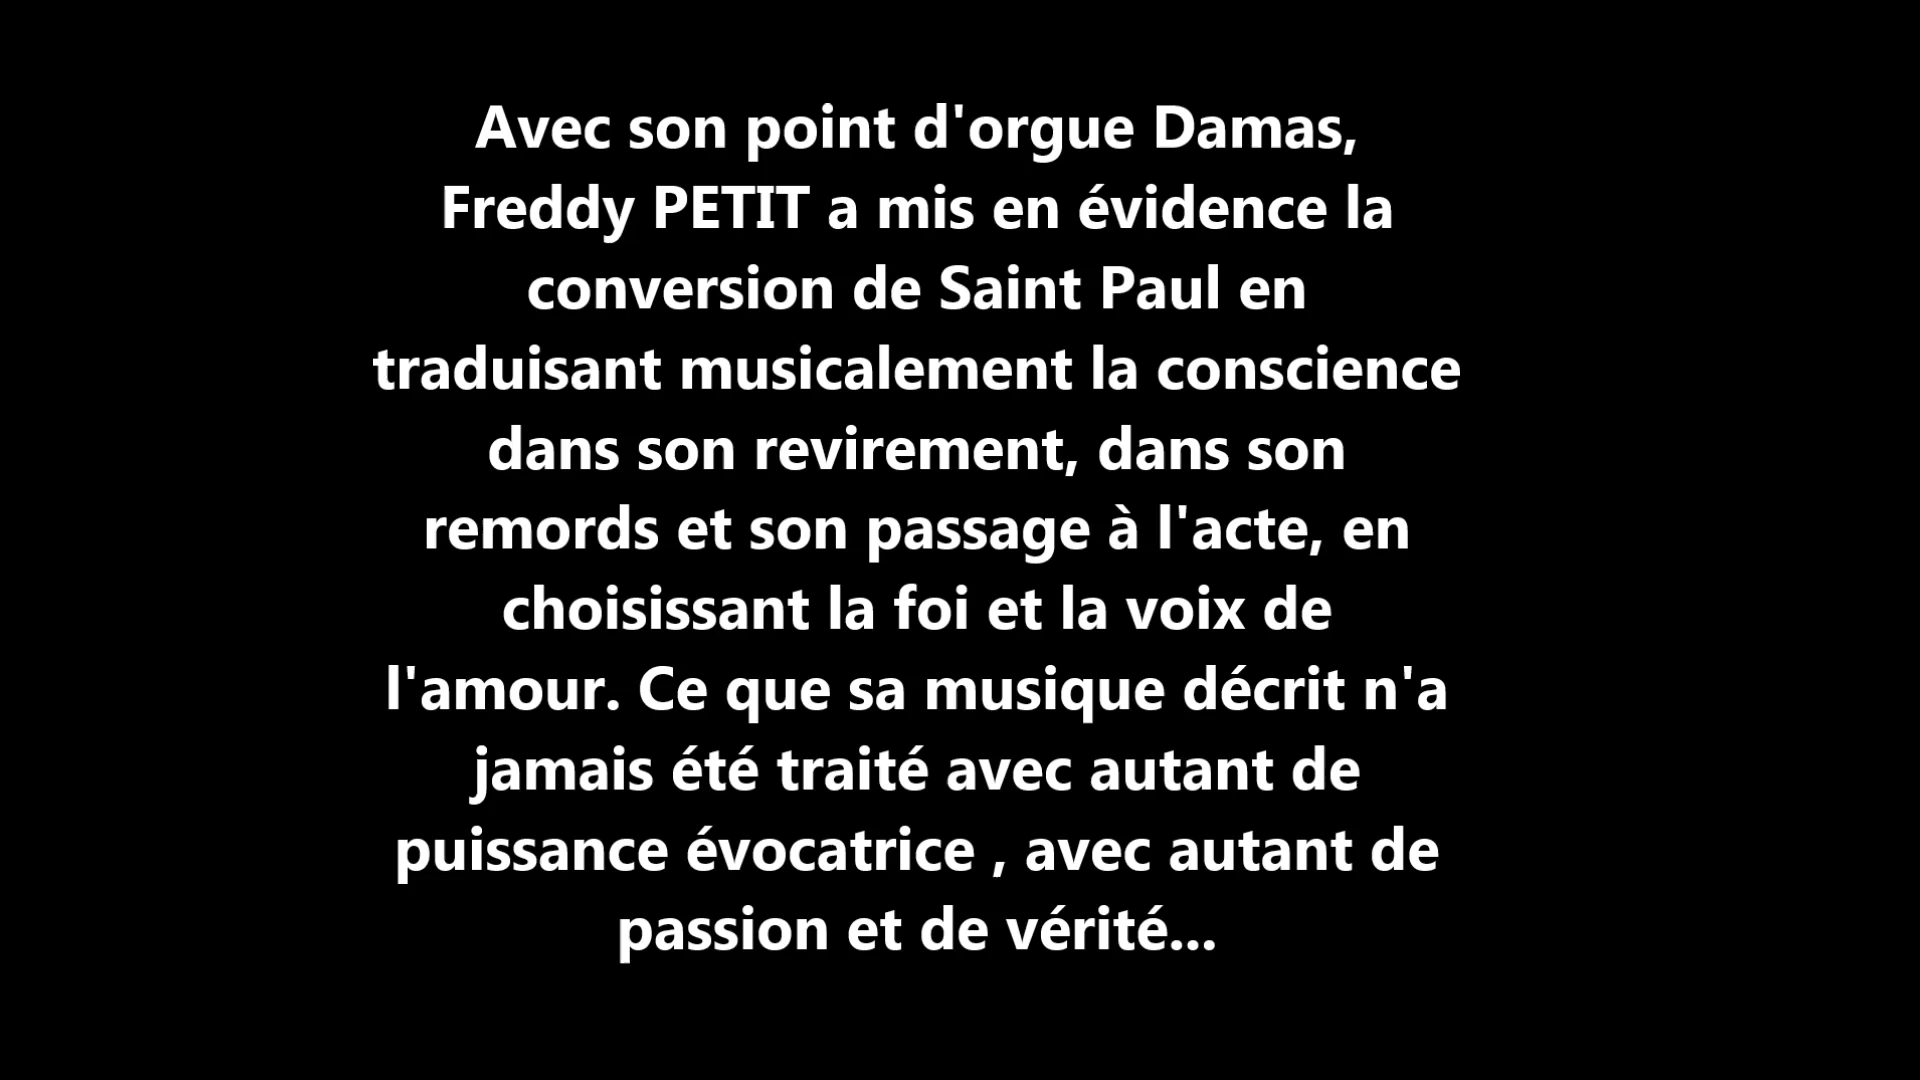 Avec son point d'orgue Damas,
Freddy PETIT a mis en évidence la
conversion de Saint Paul en
traduisant musicalement la conscience
dans son revirement, dans son
remords et son passage à l'acte, en
choisissant la foi et la voix de
l'amour. Ce que sa musique décrit n'a
jamais été traité avec autant de
puissance évocatrice , avec autant de
passion et de vérité...